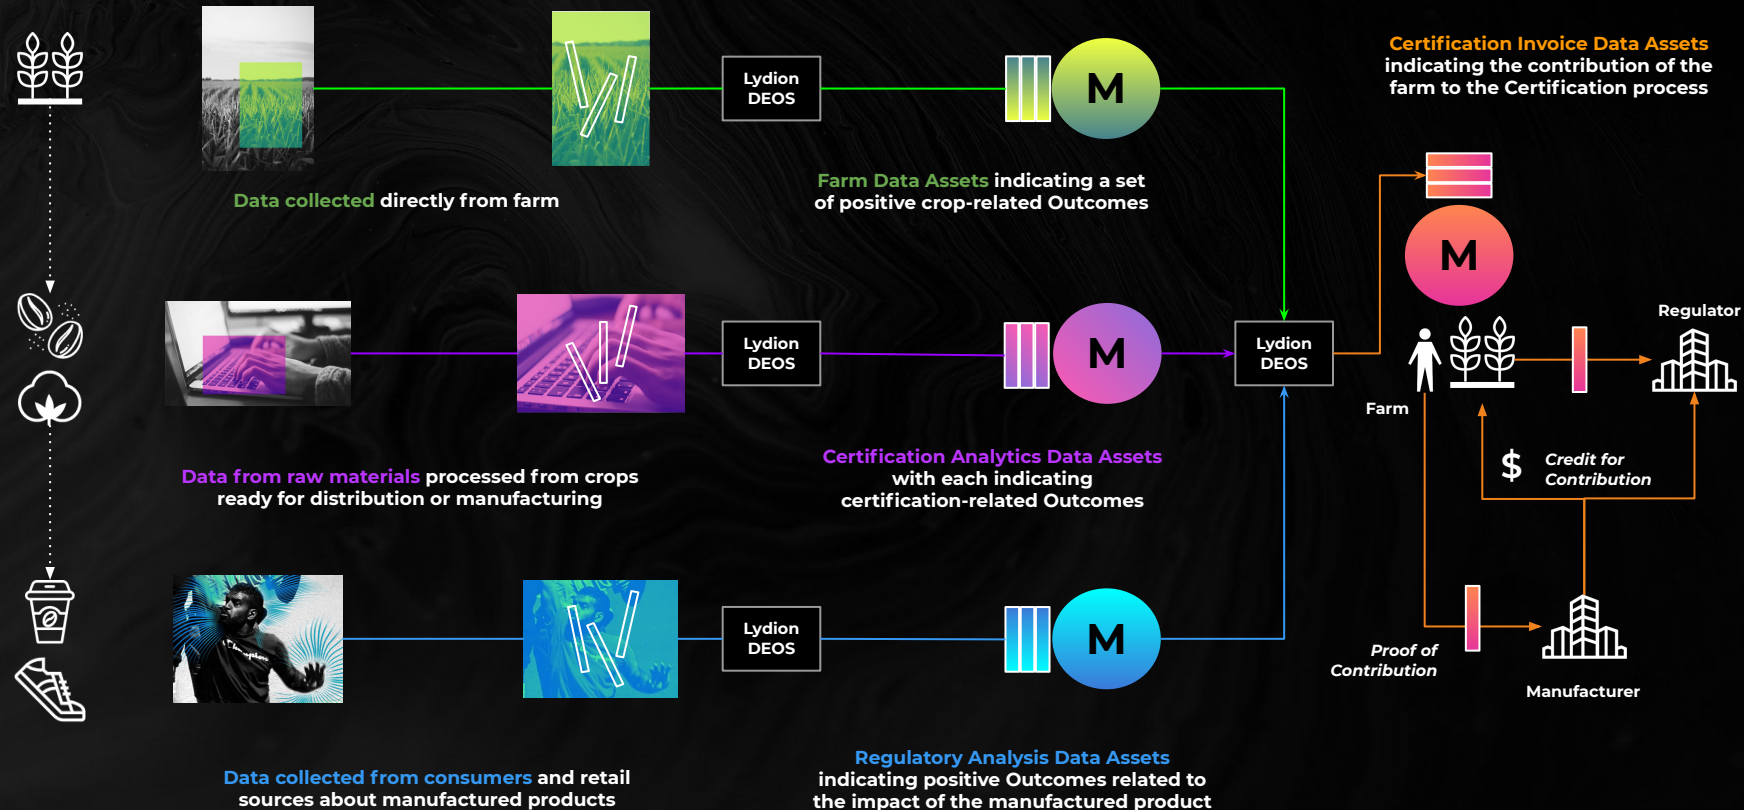 Certification Invoice Data Assets
indicating the contribution of the
farm to the Certification process
Lydion
DEOS
M
Data collected directly from farm
Farm Data Assets indicating a set
of positive crop-related Outcomes
M
Regulator
Lydion
DEOS
M
Lydion
DEOS
Farm
Data from raw materials processed from crops
ready for distribution or manufacturing
Certification Analytics Data Assets
with each indicating
certification-related Outcomes
$
Credit for
Contribution
Champion
Lydion
DEOS
M
Proof of
Contribution
Manufacturer
Data collected from consumers and retail
sources about manufactured products
Regulatory Analysis Data Assets
indicating positive Outcomes related to
the impact of the manufactured product